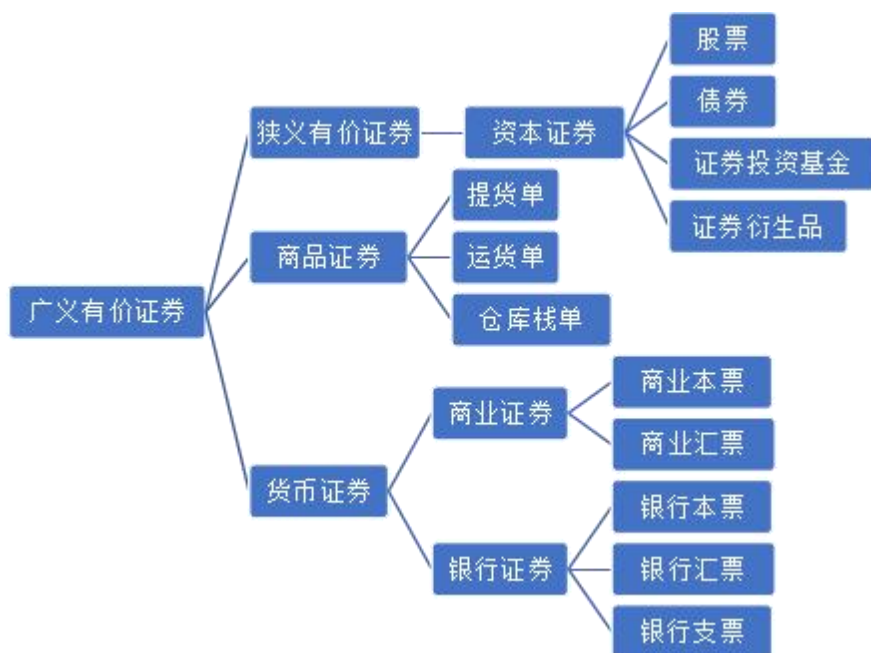 广义有价证券
狭义有价证券
资本证券
股票
债券
证券投资基金
证券衍生品
商品证券
提货单
运货单
仓库栈单
货币证券
商业证券
商业本票
商业汇票
银行证券
银行本票
银行汇票
银行支票